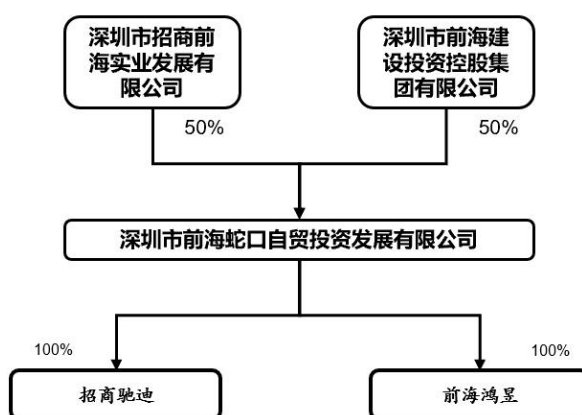 深圳市招商前
海实业发展有
限公司
深圳市前海建
设投资控股集
团有限公司
50%
50%
深圳市前海蛇口自贸投资发展有限公司
100%
100%
招商驰迪
前海鸿昱